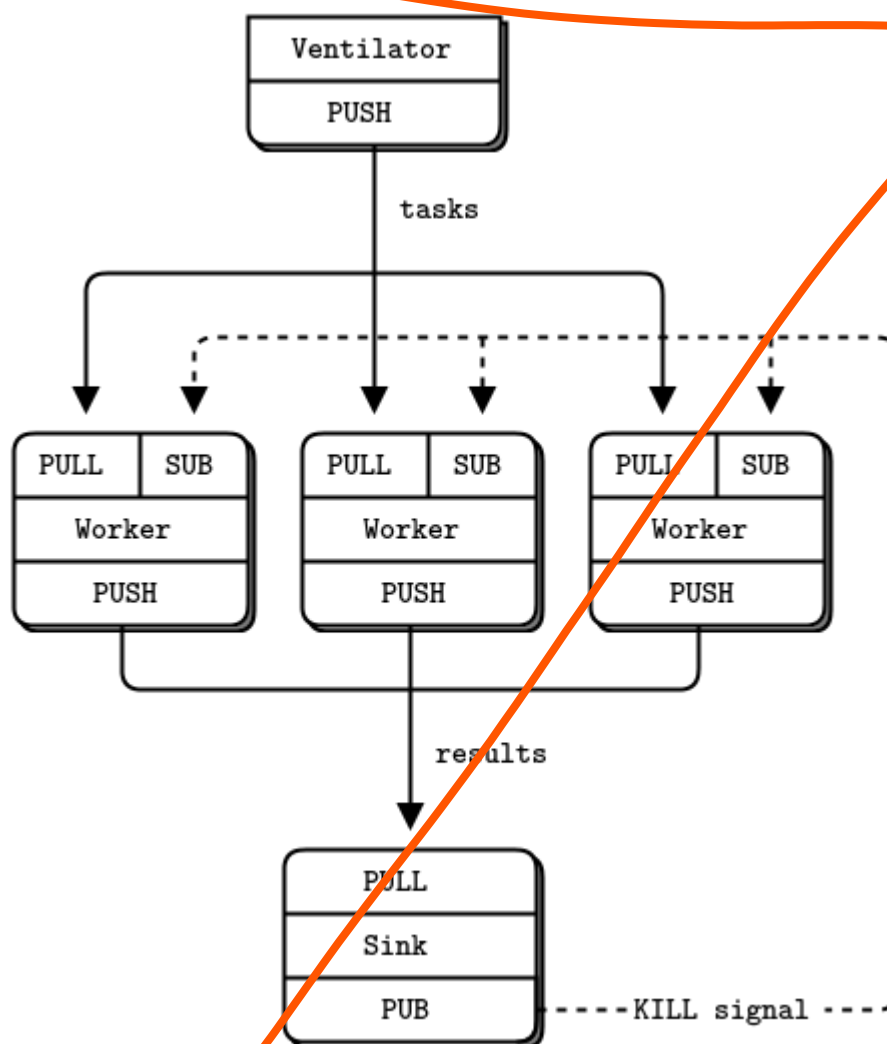 Ventilator
PUSH
tasks
PULL SUB PULL SUB PULL SUB
Worker Worker Worker
PUSH PUSH PUSH
results
PULL
Sink
PUB KILL signal